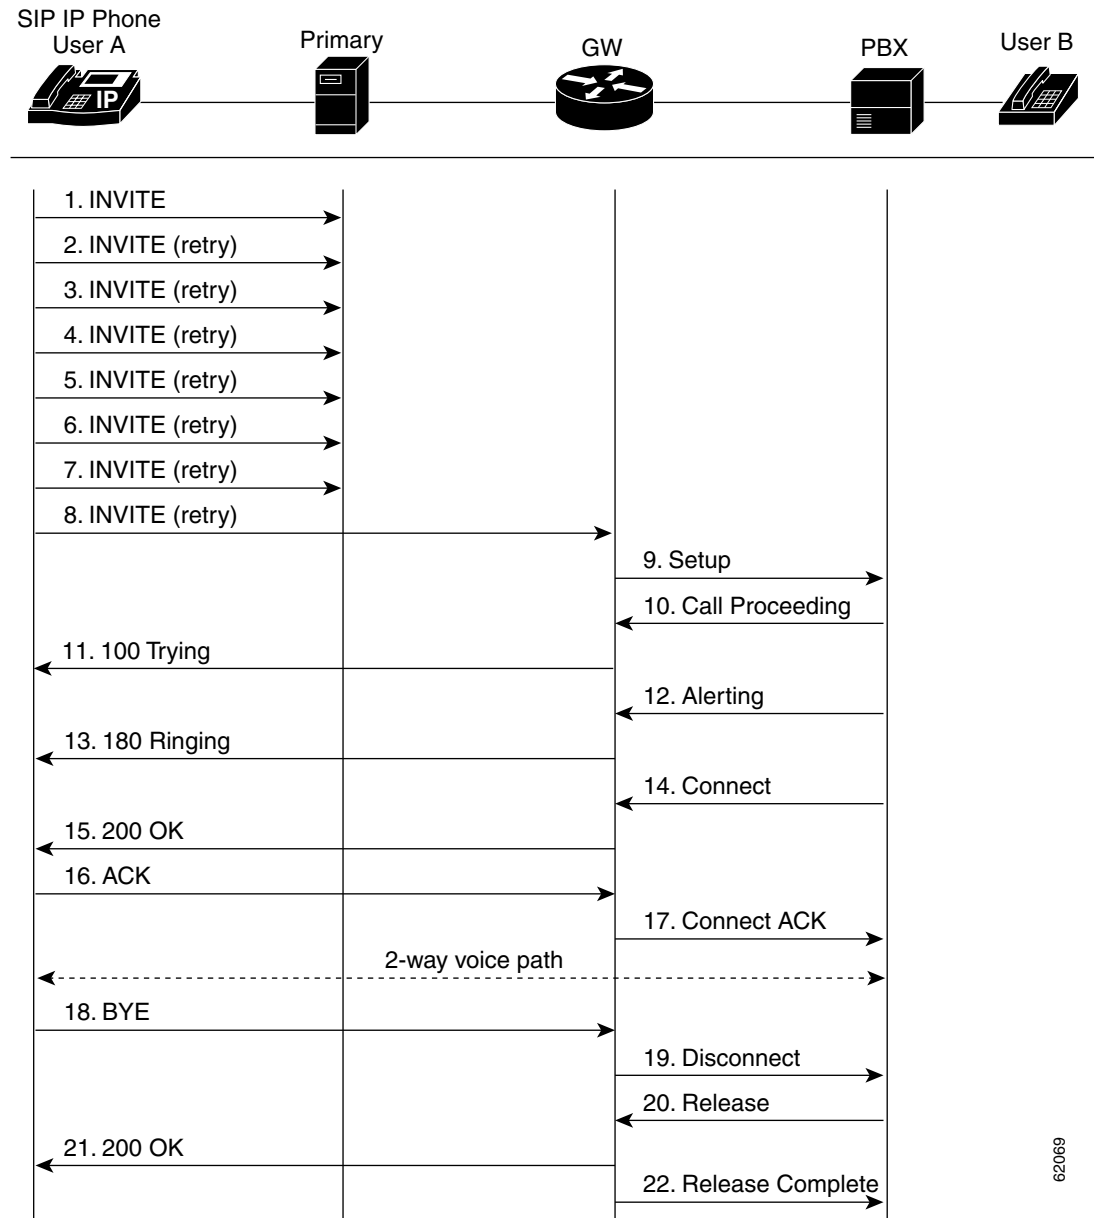 SIP IP Phone
User A
Primary
GW
PBX
User B
IP
1. INVITE
2. INVITE (retry)
3. INVITE (retry)
4. INVITE (retry)
5. INVITE (retry)
6. INVITE (retry)
7. INVITE (retry)
8. INVITE (retry)
9. Setup
10. Call Proceeding
11. 100 Trying
12. Alerting
13. 180 Ringing
14. Connect
15. 200 OK
16. ACK
17. Connect ACK
2-way voice path
18. BYE
19. Disconnect
20. Release
21. 200 OK
22. Release Complete
62069